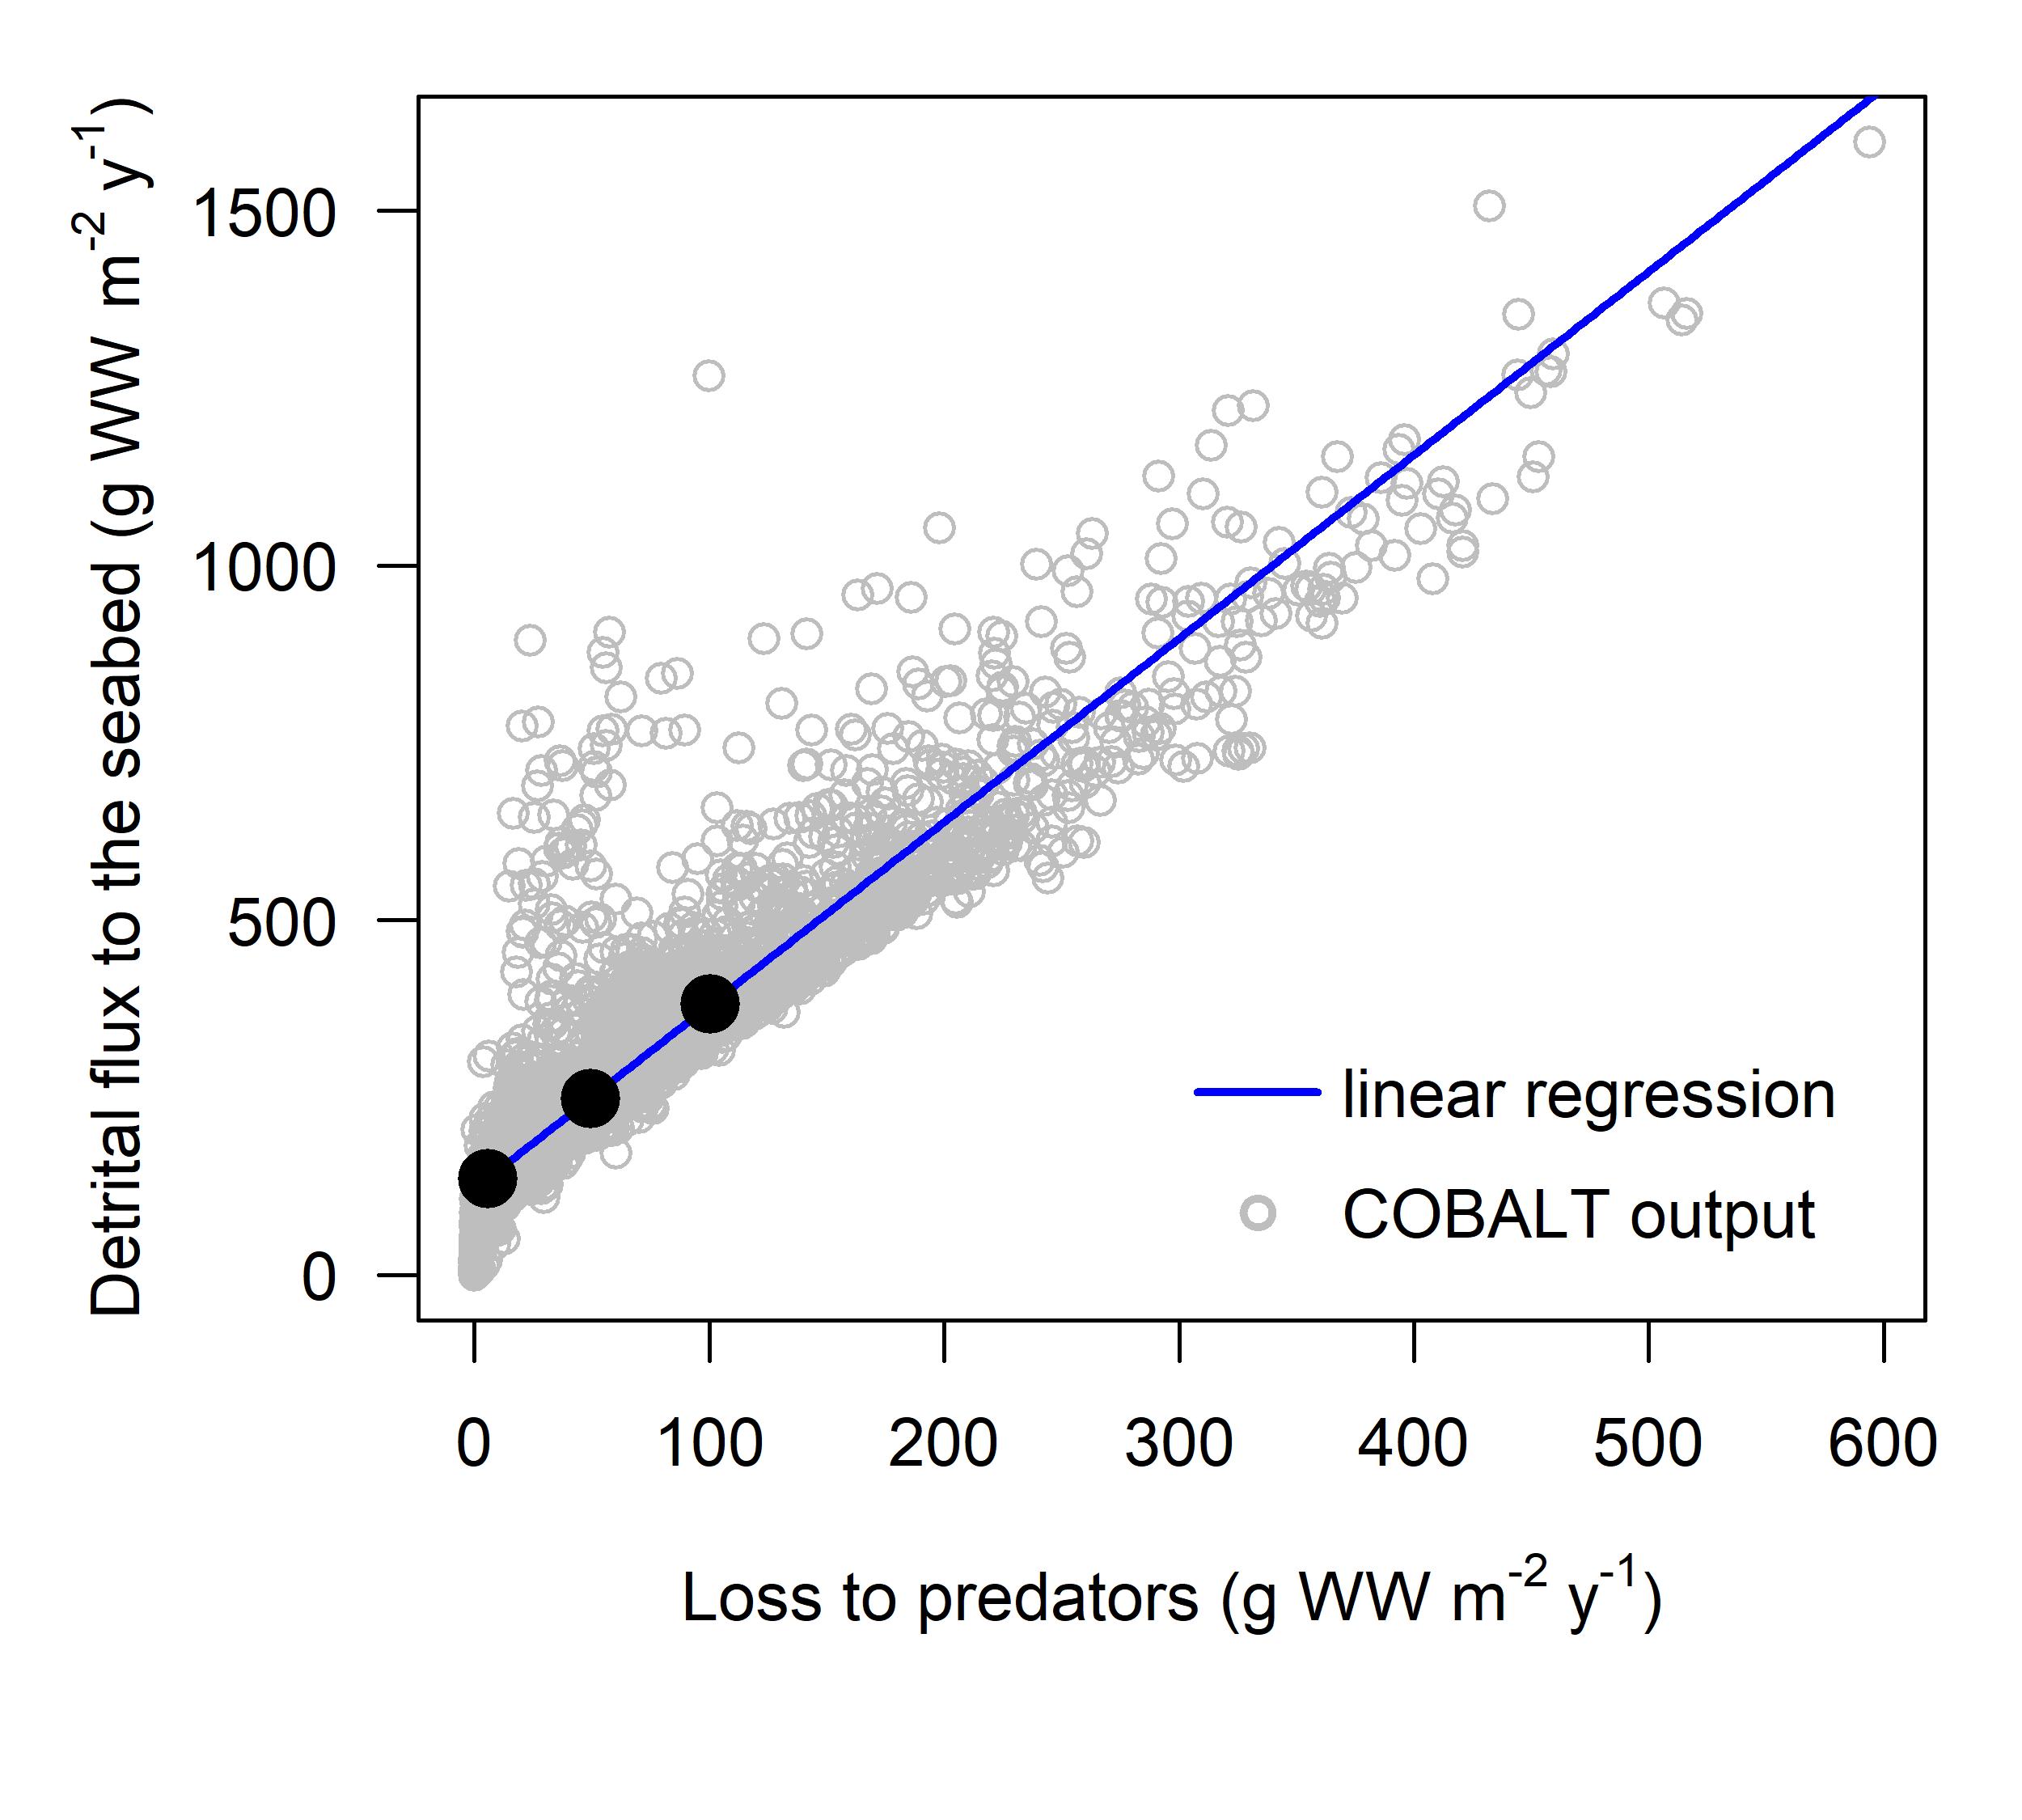 Detrital flux to the seabed (g WW m⁻² y⁻¹)
1500
1000
500
0
linear regression
COBALT output
0 100 200 300 400 500 600
Loss to predators (g WW m⁻² y⁻¹)